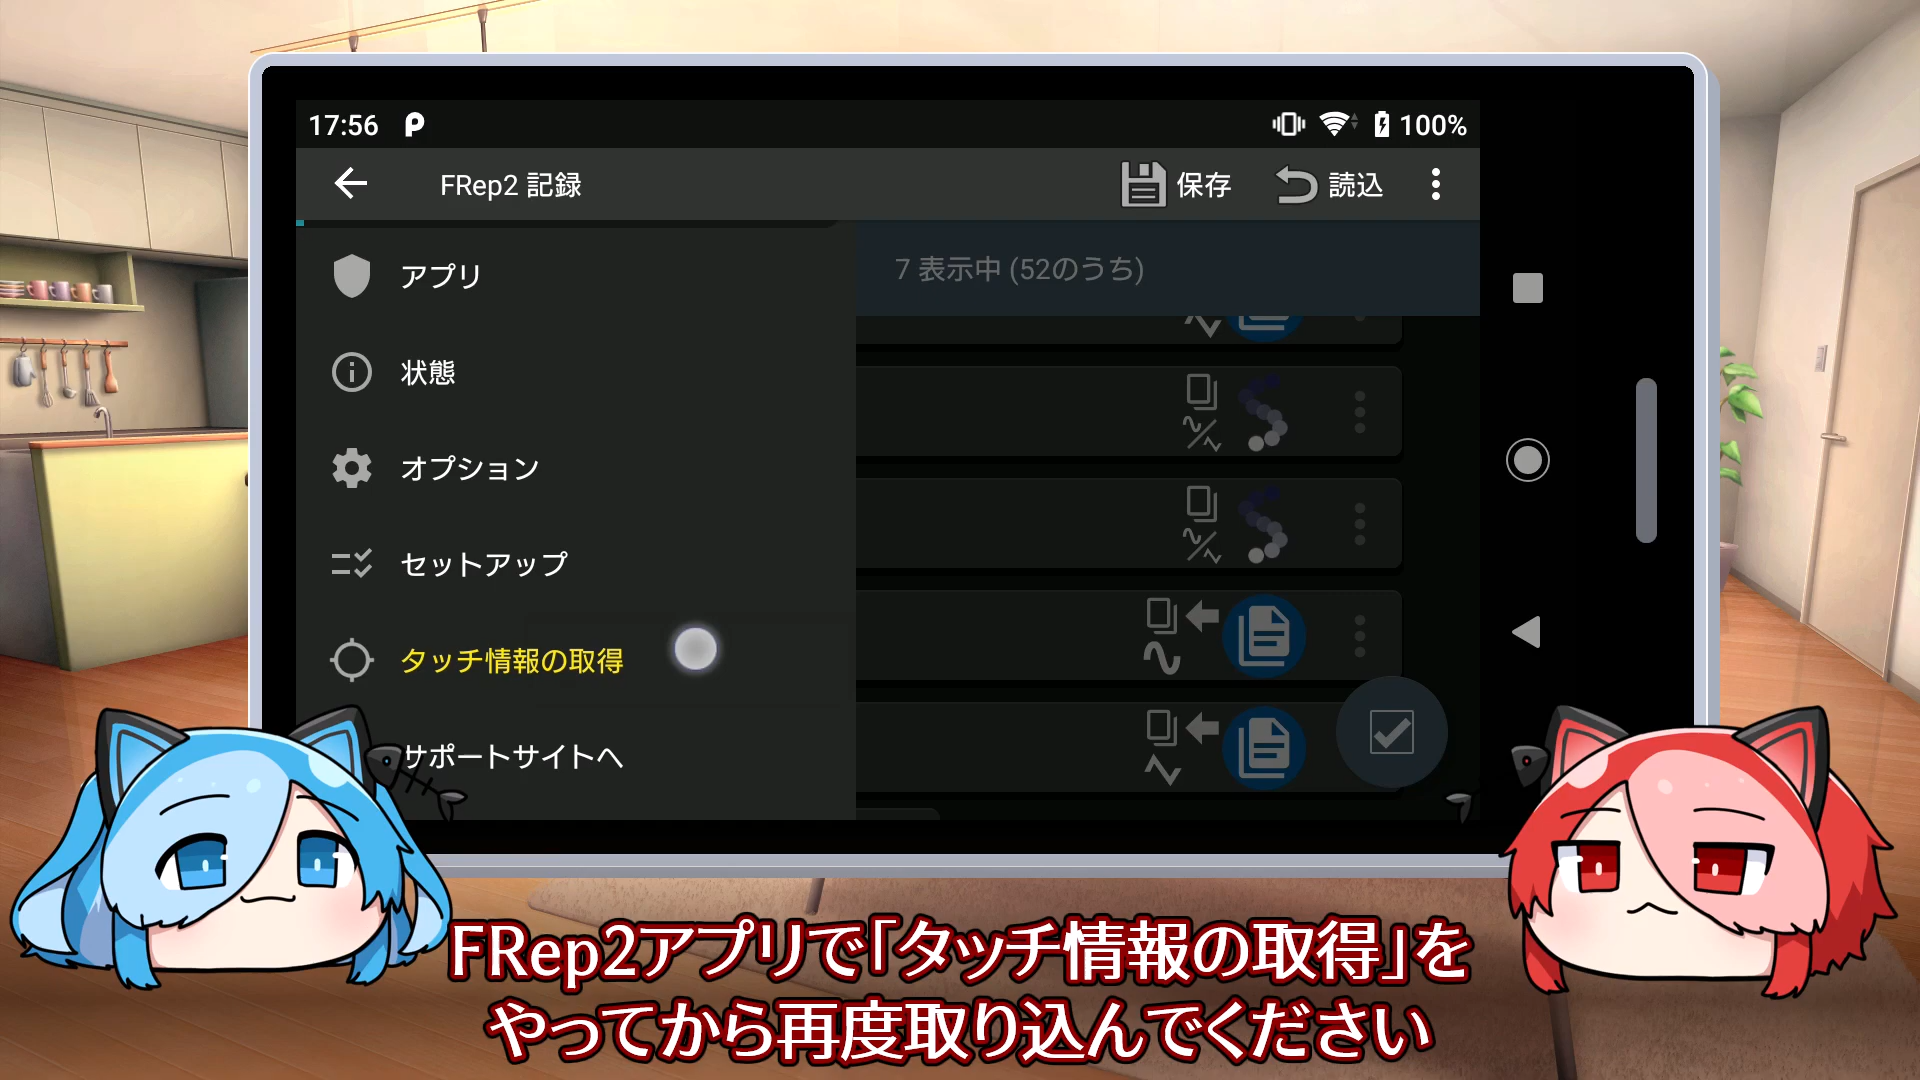 17:56
100%
FRep2 記録
保存
読込
アプリ
7 表示中 (52のうち)
状態
オプション
セットアップ
タッチ情報の取得
サポートサイトへ
FRep2アプリで「タッチ情報の取得」を
やってから再度取り込んでください